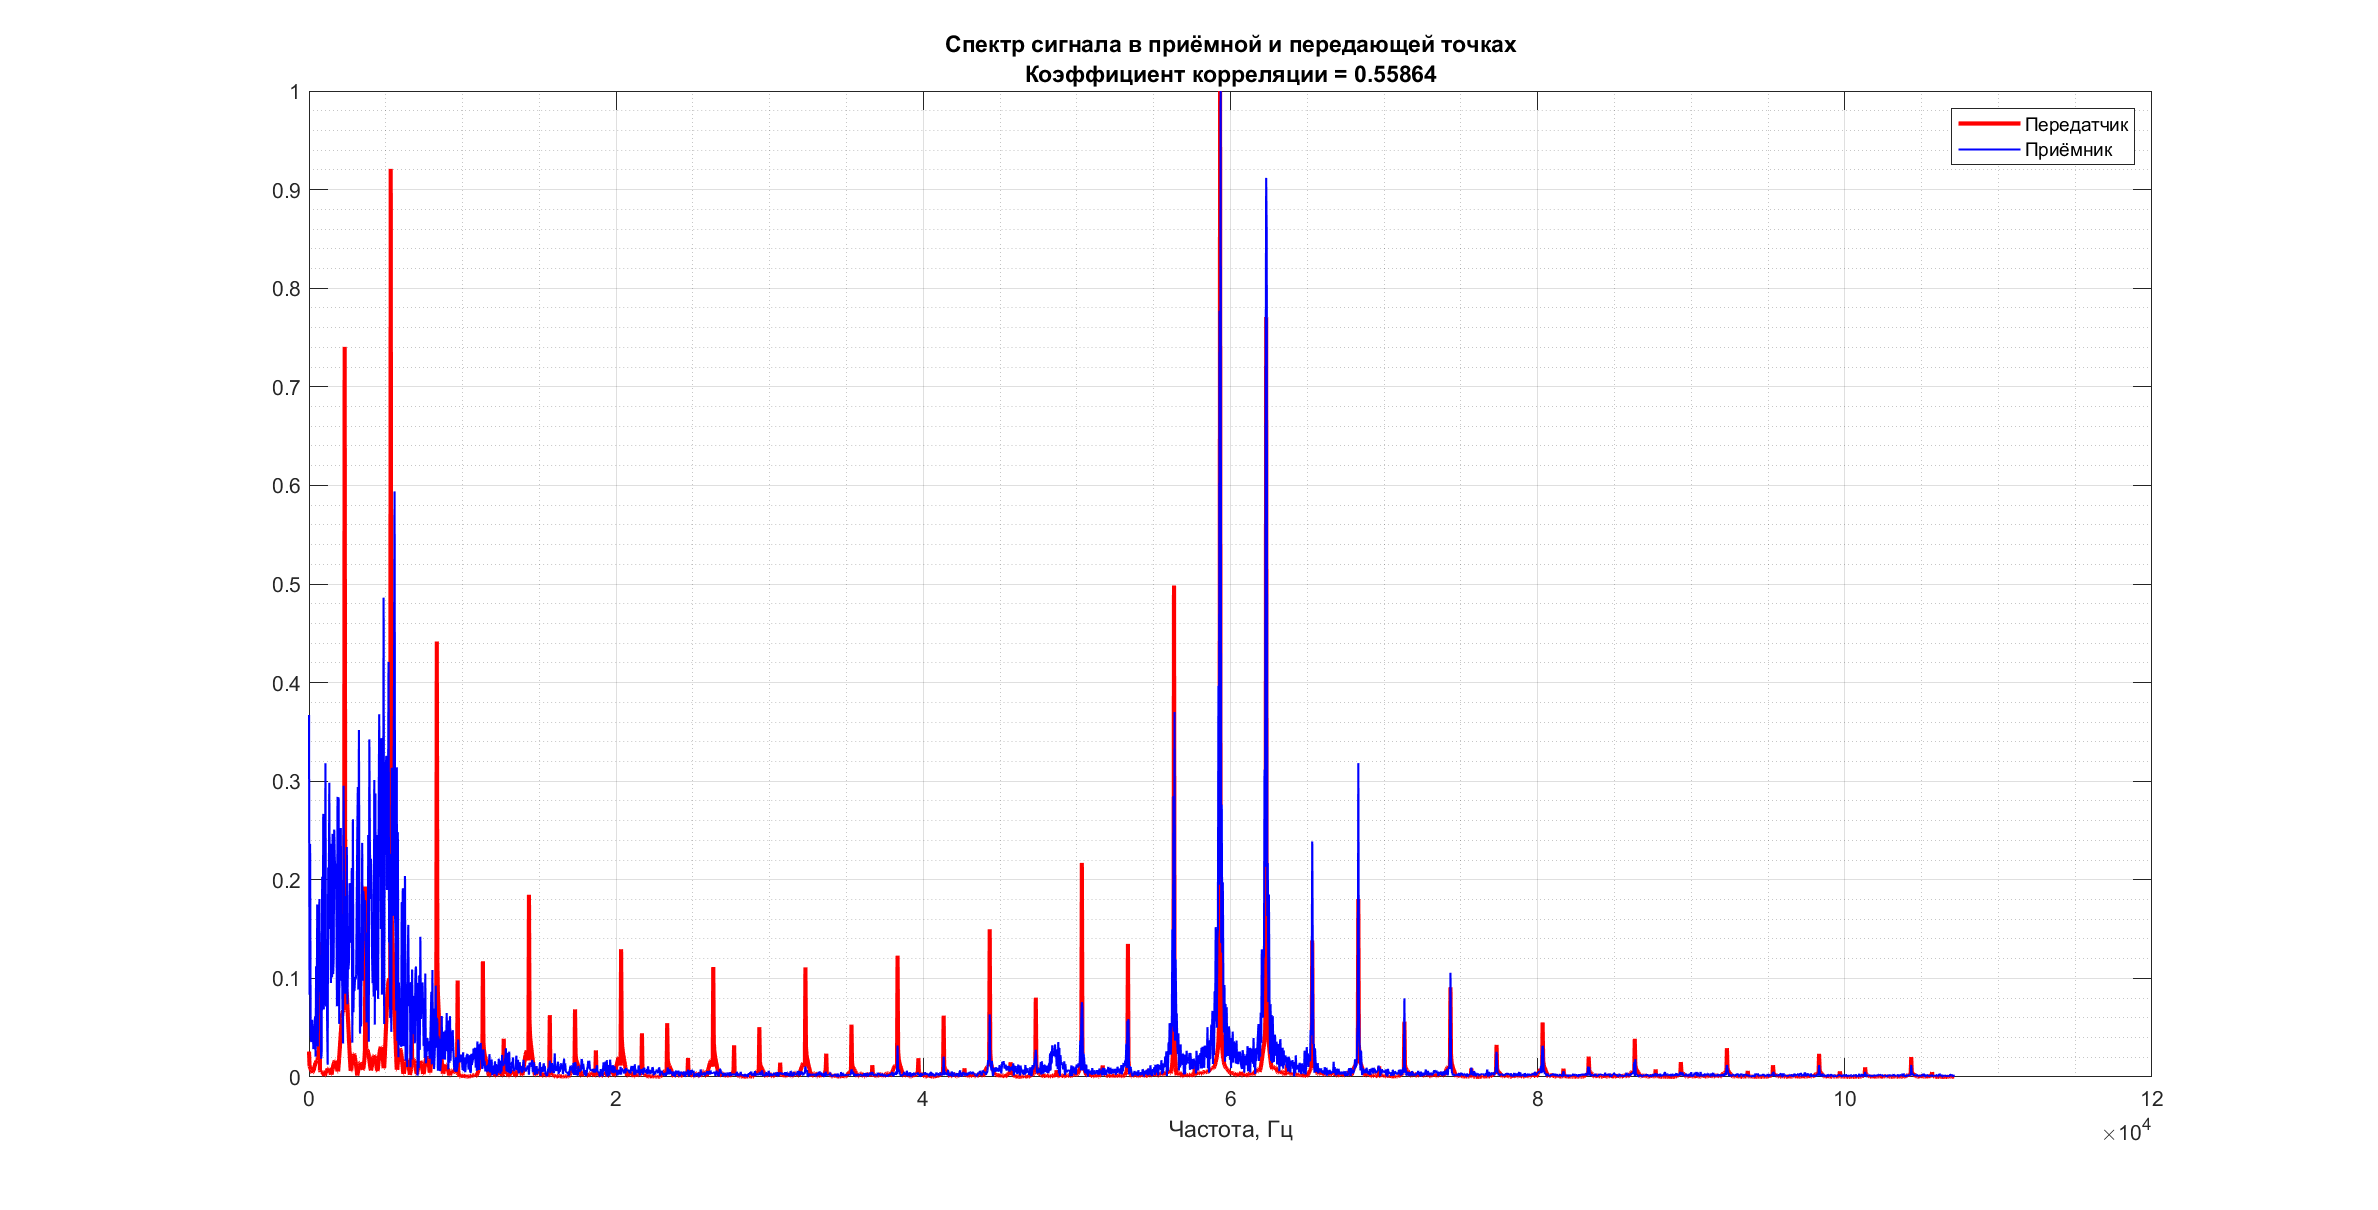 Спектр сигнала в приёмной и передающей точках
Коэффициент корреляции = 0.55864
1
0.9
0.8
0.7
0.6
0.5
0.4
0.3
0.2
0.1
0
Передатчик
Приёмник
0 2 4 6 8 10 12
Частота, Гц
×10⁴